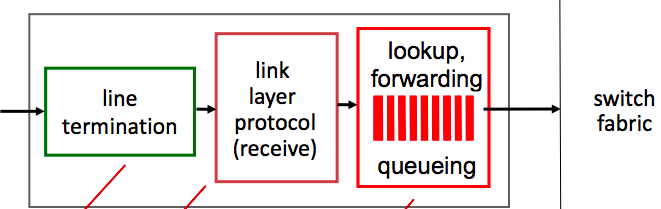 line
termination
link
layer
protocol
(receive)
lookup,
forwarding
queueing
switch
fabric